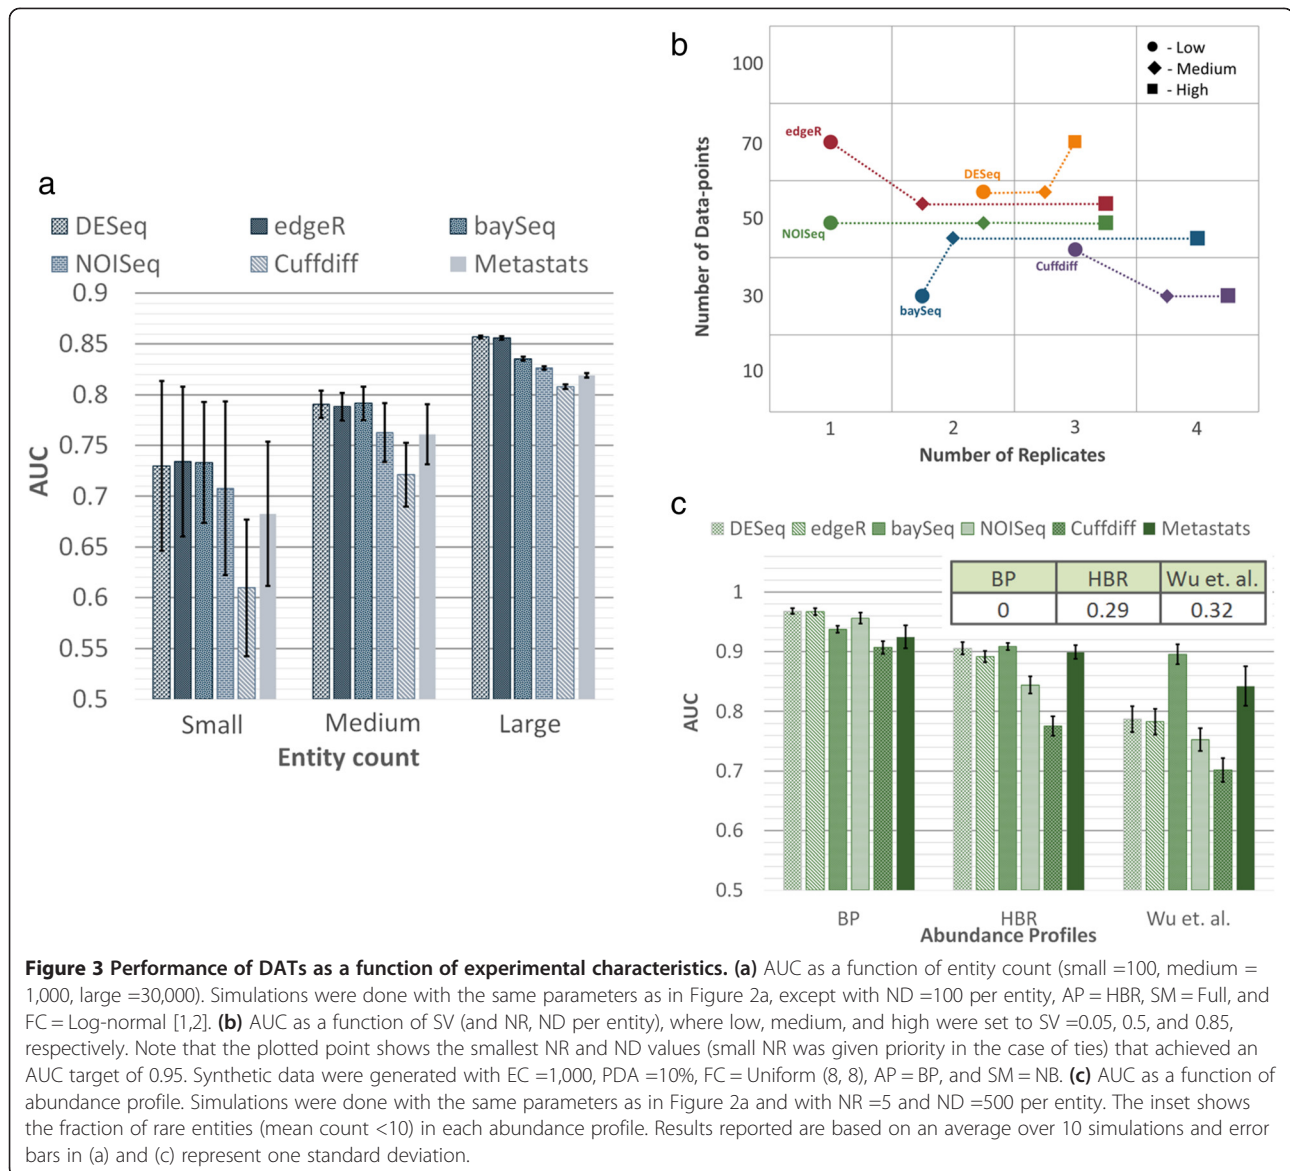 a
DESeq edgeR baySeq
NOISeq Cuffdiff Metastats
0.9
0.85
0.8
0.75
0.7
0.65
0.6
0.55
0.5
AUC
Small Medium Large
Entity count
b
- Low
- Medium
- High
100
70
50
30
10
Number of Data-points
edgeR
DESeq
NOISeq
Cuffdiff
baySeq
1 2 3 4
Number of Replicates
c
DESeq edgeR baySeq NOISeq Cuffdiff Metastats
BP HBR Wu et. al.
0 0.29 0.32
1
0.9
0.8
0.7
0.6
0.5
AUC
BP HBR Wu et. al.
Abundance Profiles
Figure 3 Performance of DATs as a function of experimental characteristics. (a) AUC as a function of entity count (small =100, medium =
1,000, large =30,000). Simulations were done with the same parameters as in Figure 2a, except with ND =100 per entity, AP = HBR, SM = Full, and
FC = Log-normal [1,2]. (b) AUC as a function of SV (and NR, ND per entity), where low, medium, and high were set to SV =0.05, 0.5, and 0.85,
respectively. Note that the plotted point shows the smallest NR and ND values (small NR was given priority in the case of ties) that achieved an
AUC target of 0.95. Synthetic data were generated with EC =1,000, PDA =10%, FC = Uniform (8, 8), AP = BP, and SM = NB. (c) AUC as a function of
abundance profile. Simulations were done with the same parameters as in Figure 2a and with NR =5 and ND =500 per entity. The inset shows
the fraction of rare entities (mean count <10) in each abundance profile. Results reported are based on an average over 10 simulations and error
bars in (a) and (c) represent one standard deviation.